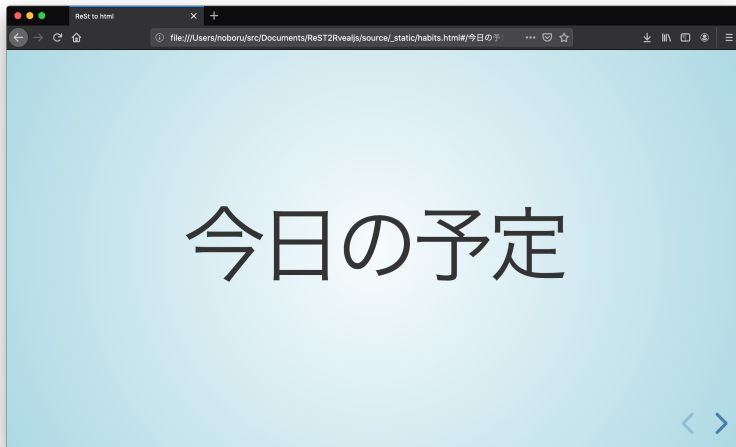 ReSt to html
file:///Users/noboru/src/Documents/ReST2Rvealjs/source/_static/habits.html#/今日の予
今日の予定